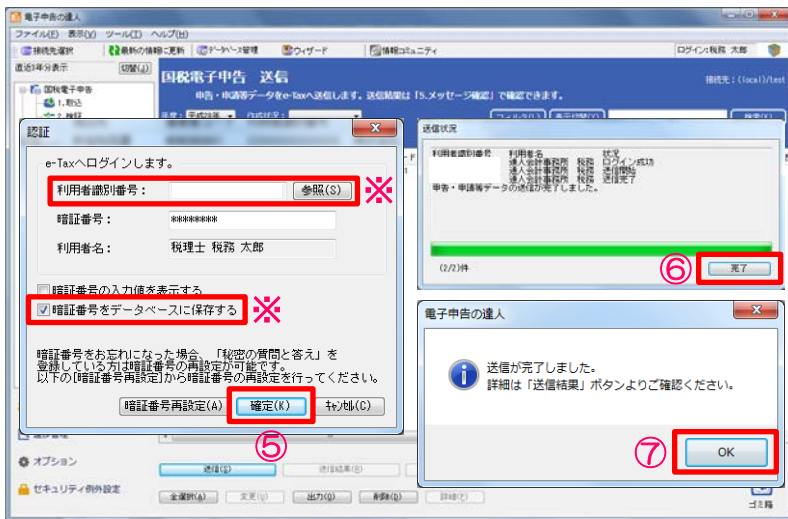 電子申告の達人
ファイル(F) 表示(V) ツール(T) ヘルプ(H)
接続先選択 最新の情報に更新 データベース管理 ウィザード 情報コミュニティ ログイン:税務 太郎
直近3年分表示 切替(J)
国税電子申告 送信
接続先：(local)/test
申告・申請等データをe-Taxへ送信します。送信結果は「5.メッセージ確認」で確認できます。
国税電子申告
1.取込
認証
e-Taxへログインします。
利用者識別番号： 参照(S) ※
暗証番号： ********
利用者名： 税理士 税務 太郎
暗証番号の入力値を表示する
暗証番号をデータベースに保存する ※
暗証番号をお忘れになった場合、「秘密の質問と答え」を
登録している方は暗証番号の再設定が可能です。
以下の[暗証番号再設定]から暗証番号の再設定を行ってください。
暗証番号再設定(A) 確定(K) キャンセル(C)
⑤
送信状況
利用者識別番号 利用者名 状況
達人会計事務所 税務 ログイン成功
達人会計事務所 税務 送信開始
達人会計事務所 税務 送信完了
申告・申請等データの送信が完了しました。
(2/2)件
⑥ 完了
電子申告の達人
送信が完了しました。
詳細は「送信結果」ボタンよりご確認ください。
⑦ OK
オプション
セキュリティ例外設定
送信(S) 送信結果(R)
全選択(A) 変更(U) 出力(O) 削除(D) 詳細(F)
ゴミ箱